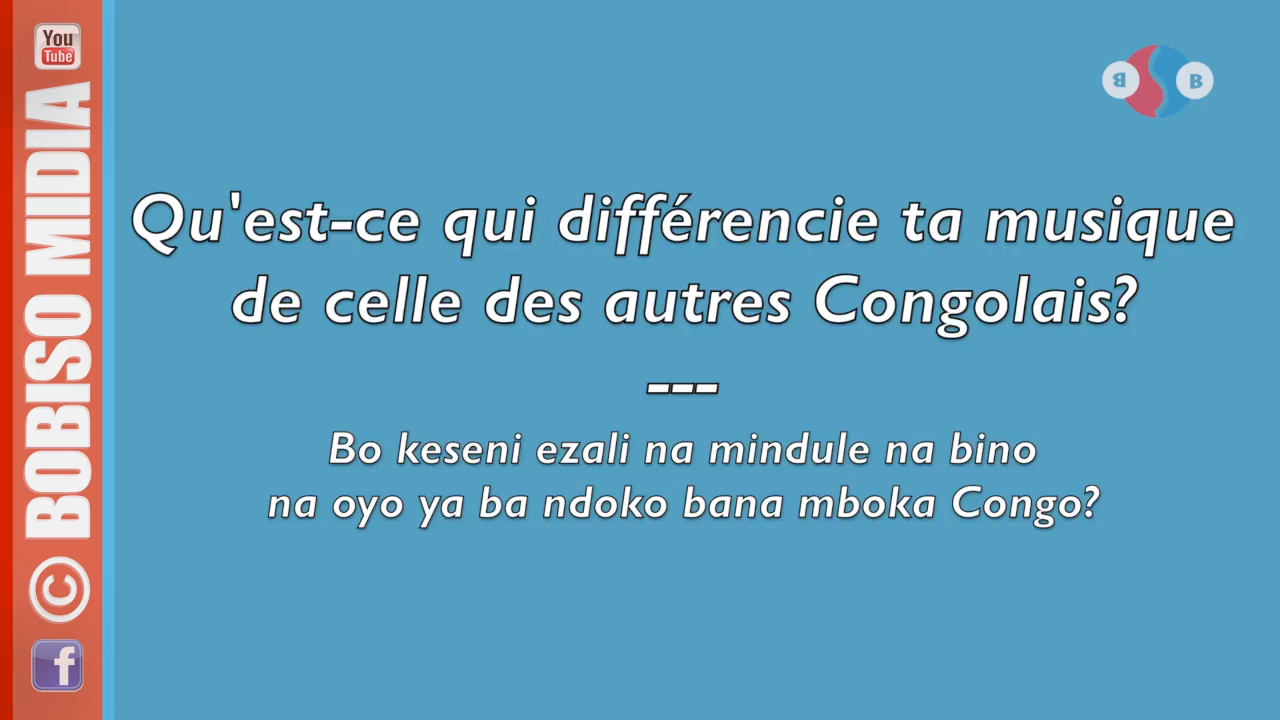 You
Tube
© BOBISO MIDIA
f
B B
Qu'est-ce qui différencie ta musique
de celle des autres Congolais?
---
Bo keseni ezali na mindule na bino
na oyo ya ba ndoko bana mboka Congo?